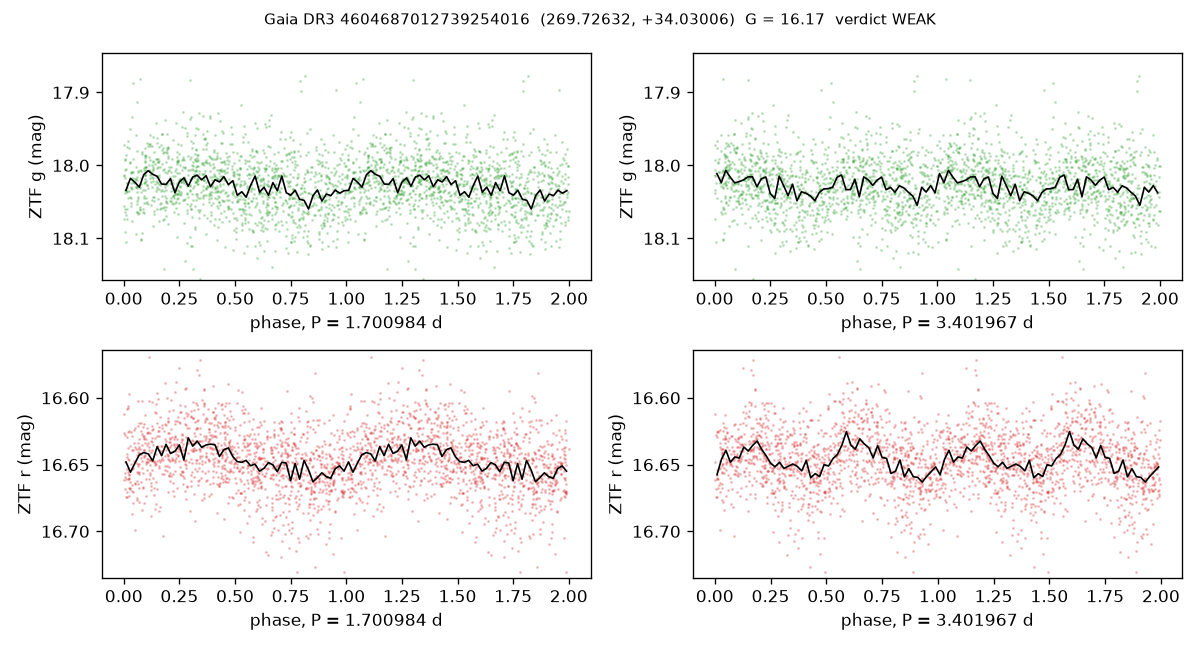 Gaia DR3 4604687012739254016 (269.72632, +34.03006) G = 16.17 verdict WEAK
ZTF g (mag)
17.9
18.0
18.1
0.00 0.25 0.50 0.75 1.00 1.25 1.50 1.75 2.00
phase, P = 1.700984 d
ZTF g (mag)
17.9
18.0
18.1
0.00 0.25 0.50 0.75 1.00 1.25 1.50 1.75 2.00
phase, P = 3.401967 d
ZTF r (mag)
16.60
16.65
16.70
0.00 0.25 0.50 0.75 1.00 1.25 1.50 1.75 2.00
phase, P = 1.700984 d
ZTF r (mag)
16.60
16.65
16.70
0.00 0.25 0.50 0.75 1.00 1.25 1.50 1.75 2.00
phase, P = 3.401967 d